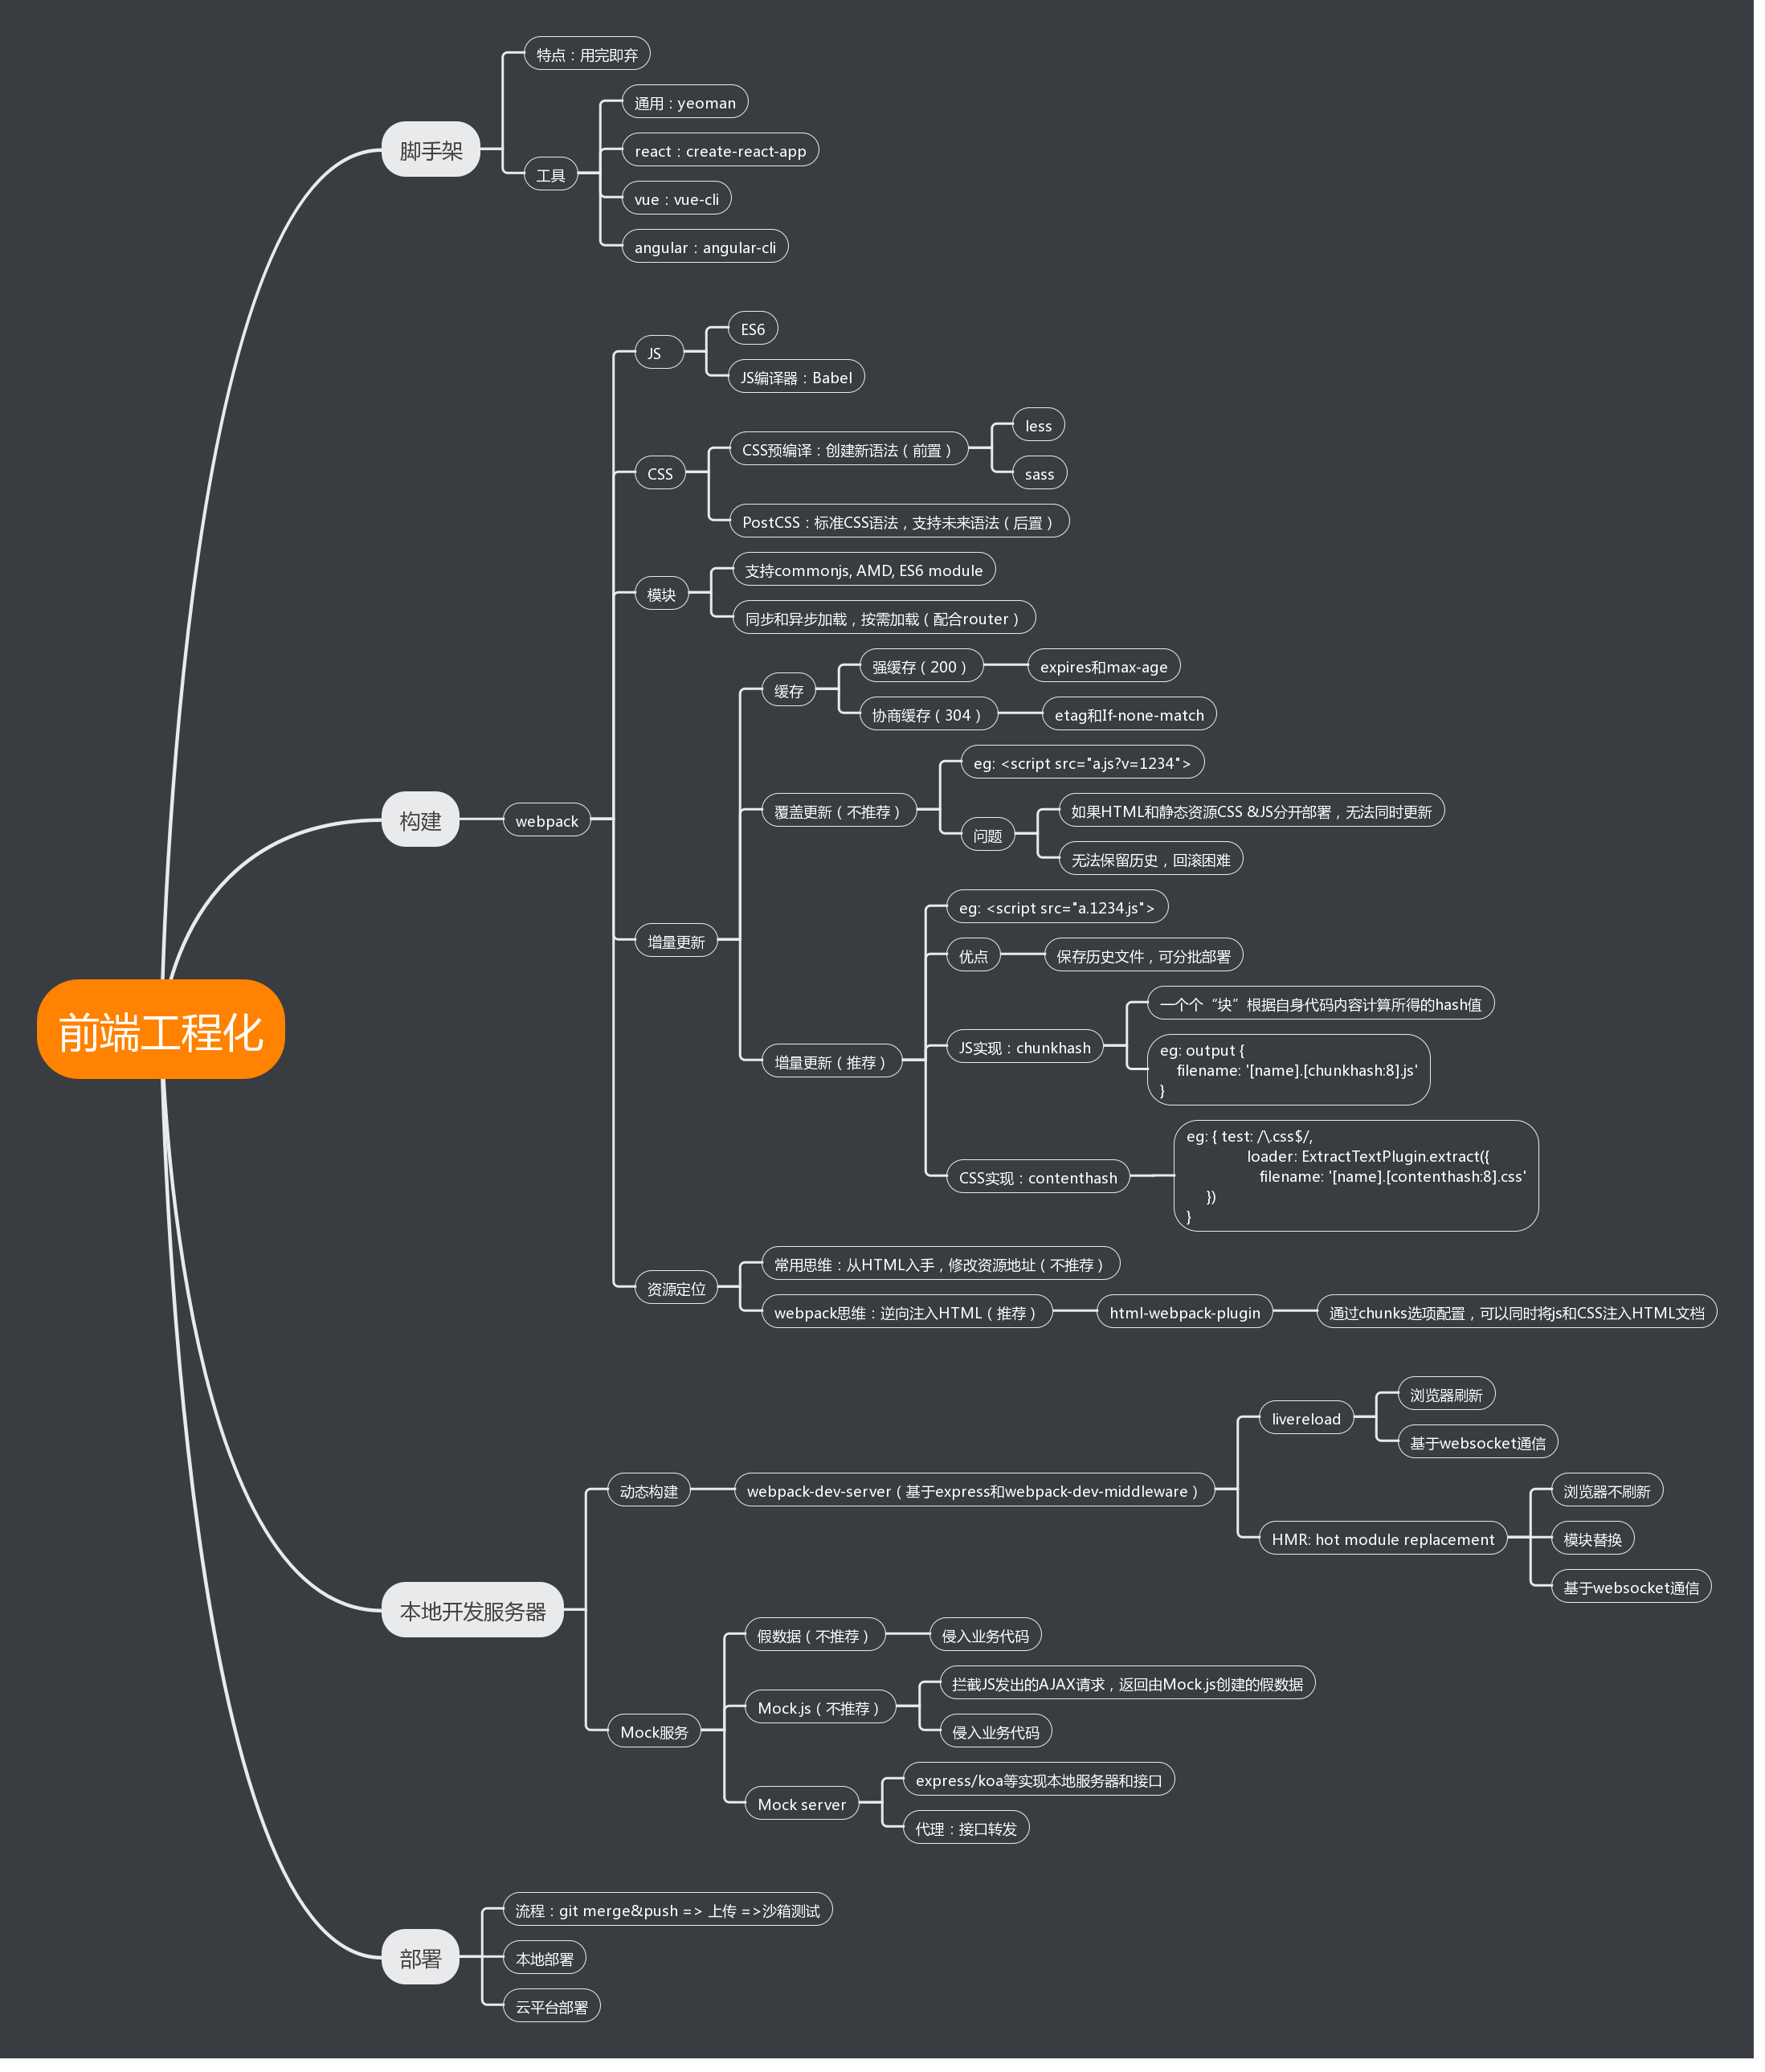 前端工程化
脚手架
特点：用完即弃
工具
通用：yeoman
react：create-react-app
vue：vue-cli
angular：angular-cli
构建
webpack
JS
ES6
JS编译器：Babel
CSS
CSS预编译：创建新语法（前置）
less
sass
PostCSS：标准CSS语法，支持未来语法（后置）
模块
支持commonjs, AMD, ES6 module
同步和异步加载，按需加载（配合router）
增量更新
缓存
强缓存（200）
expires和max-age
协商缓存（304）
etag和If-none-match
覆盖更新（不推荐）
eg: <script src="a.js?v=1234">
问题
如果HTML和静态资源CSS &JS分开部署，无法同时更新
无法保留历史，回滚困难
增量更新（推荐）
eg: <script src="a.1234.js">
优点
保存历史文件，可分批部署
JS实现：chunkhash
一个个“块”根据自身代码内容计算所得的hash值
eg: output {
filename: '[name].[chunkhash:8].js'
}
CSS实现：contenthash
eg: { test: /\.css$/,
loader: ExtractTextPlugin.extract({
filename: '[name].[contenthash:8].css'
})
}
资源定位
常用思维：从HTML入手，修改资源地址（不推荐）
webpack思维：逆向注入HTML（推荐）
html-webpack-plugin
通过chunks选项配置，可以同时将js和CSS注入HTML文档
本地开发服务器
动态构建
webpack-dev-server（基于express和webpack-dev-middleware）
livereload
浏览器刷新
基于websocket通信
HMR: hot module replacement
浏览器不刷新
模块替换
基于websocket通信
Mock服务
假数据（不推荐）
侵入业务代码
Mock.js（不推荐）
拦截JS发出的AJAX请求，返回由Mock.js创建的假数据
侵入业务代码
Mock server
express/koa等实现本地服务器和接口
代理：接口转发
部署
流程：git merge&push => 上传 =>沙箱测试
本地部署
云平台部署